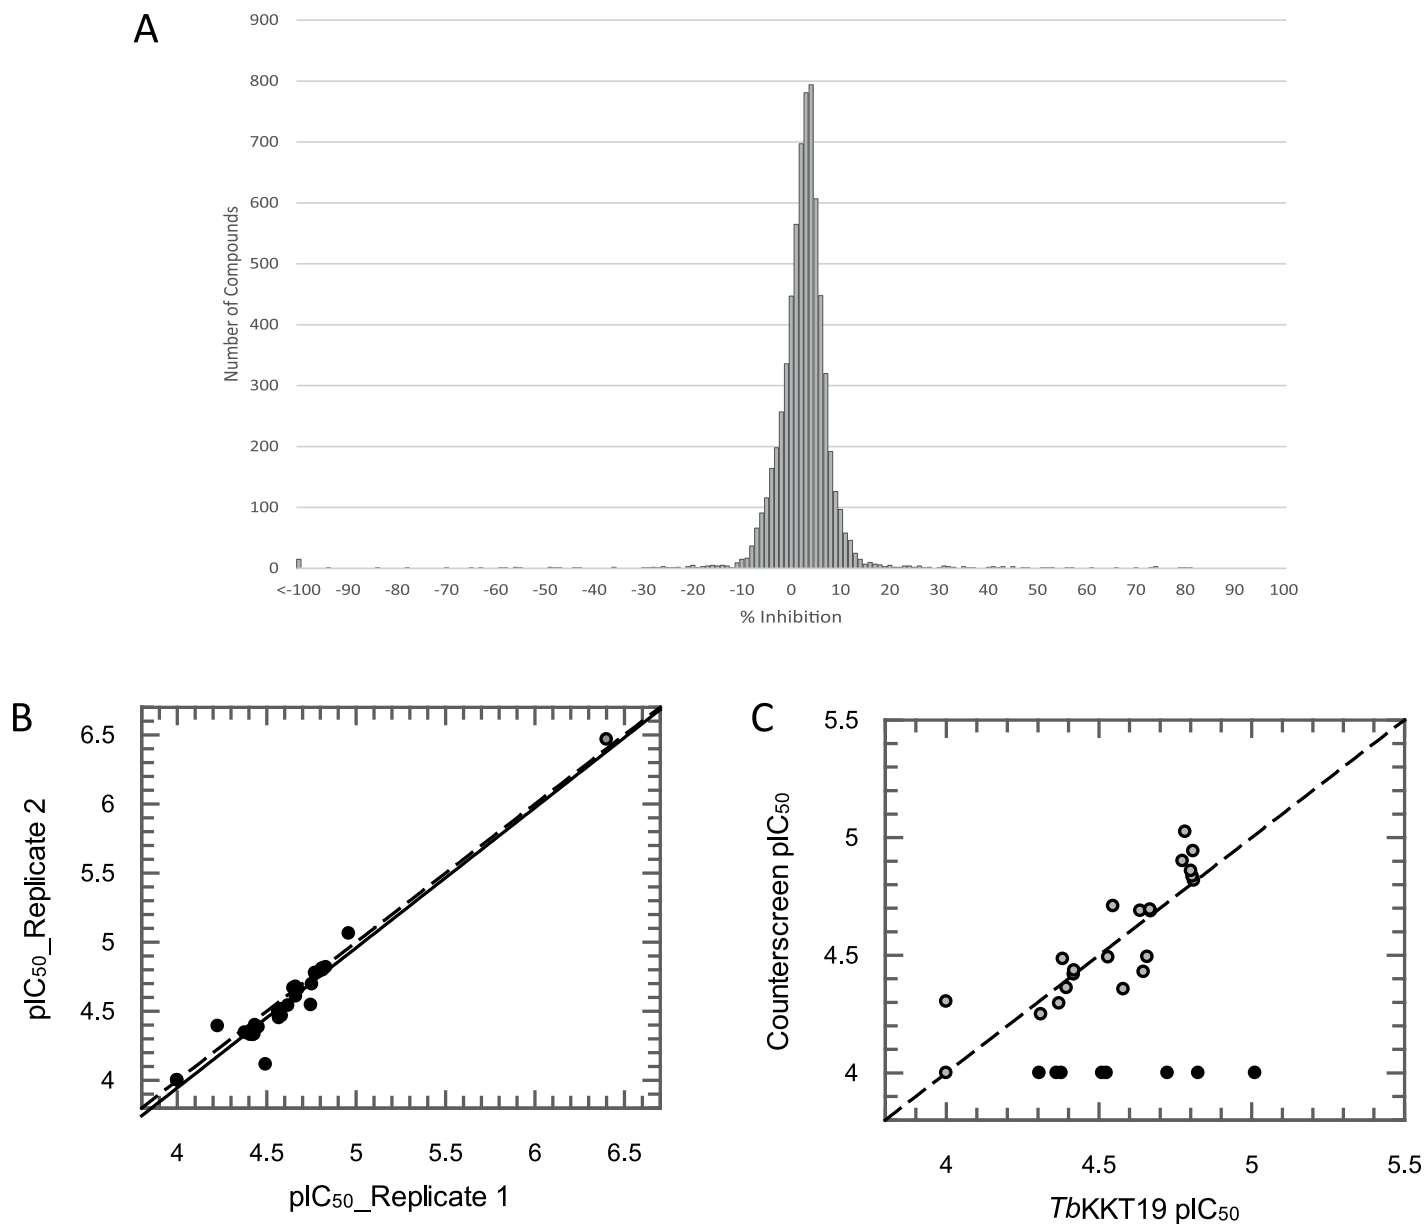 A
900
800
700
600
500
400
300
200
100
0
Number of Compounds
<-100 -90 -80 -70 -60 -50 -40 -30 -20 -10 0 10 20 30 40 50 60 70 80 90 100
% Inhibition
B
6.5
6
5.5
5
4.5
4
pIC50_Replicate 2
4 4.5 5 5.5 6 6.5
pIC50_Replicate 1
C
5.5
5
4.5
4
Counterscreen pIC50
4 4.5 5 5.5
TbKKT19 pIC50